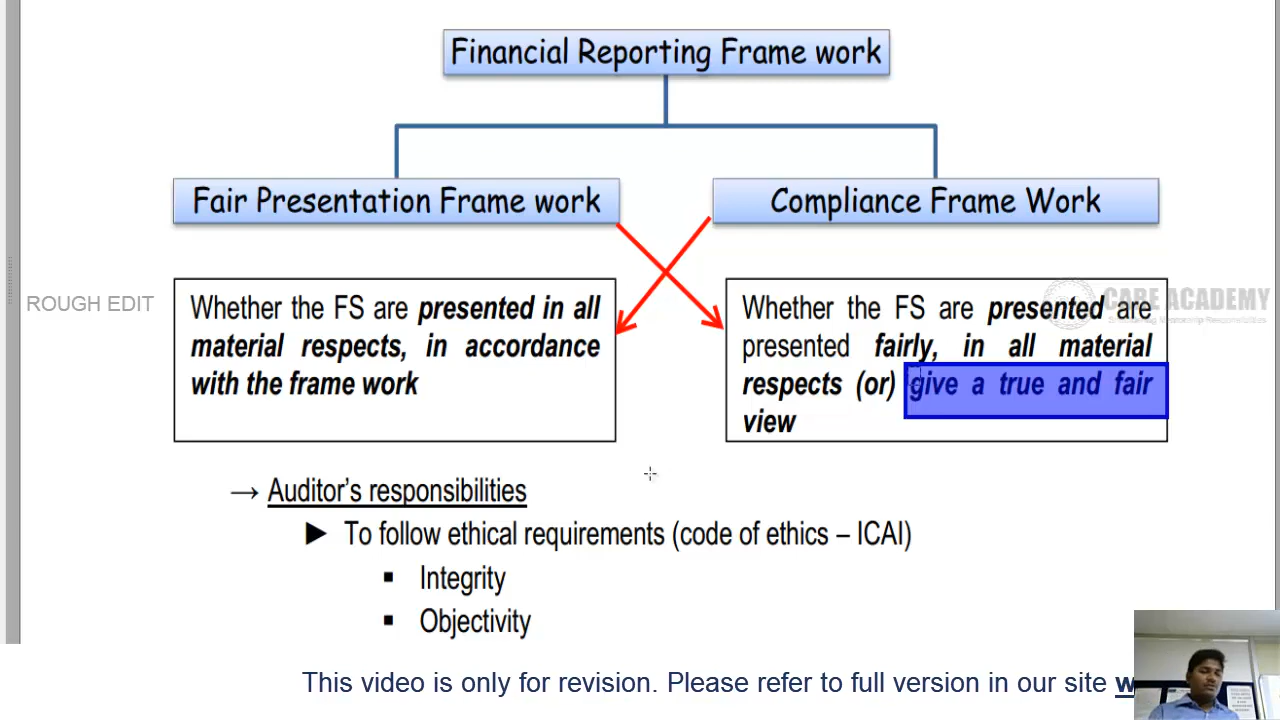 Financial Reporting Frame work
Fair Presentation Frame work
Compliance Frame Work
ROUGH EDIT
Whether the FS are presented in all
material respects, in accordance
with the frame work
CARE ACADEMY
Whether the FS are presented are
presented fairly, in all material
respects (or) give a true and fair
view
→ Auditor's responsibilities
▶ To follow ethical requirements (code of ethics – ICAI)
▪ Integrity
▪ Objectivity
This video is only for revision. Please refer to full version in our site w